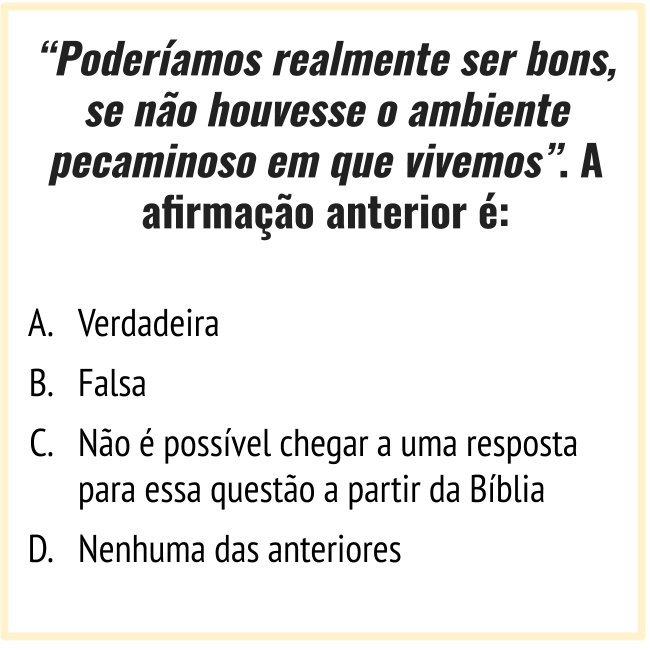 “Poderíamos realmente ser bons,
se não houvesse o ambiente
pecaminoso em que vivemos”. A
afirmação anterior é:
A. Verdadeira
B. Falsa
C. Não é possível chegar a uma resposta
para essa questão a partir da Bíblia
D. Nenhuma das anteriores